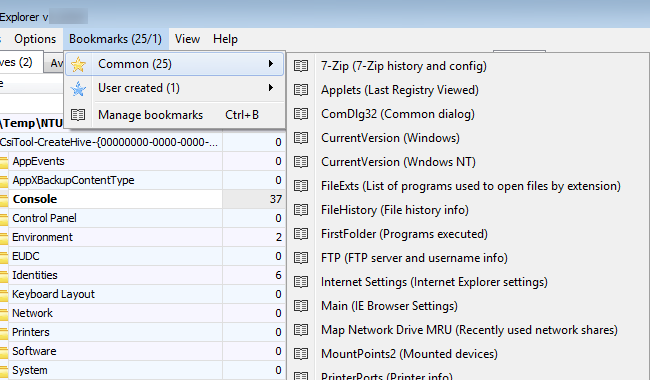 Explorer v
Options Bookmarks (25/1) View Help
ves (2) Av
Common (25)
User created (1)
Manage bookmarks Ctrl+B
e
\Temp\NTU
CsiTool-CreateHive-{00000000-0000-0000-... 0
AppEvents 0
AppXBackupContentType 0
Console 37
Control Panel 0
Environment 2
EUDC 0
Identities 6
Keyboard Layout 0
Network 0
Printers 0
Software 0
System 0
7-Zip (7-Zip history and config)
Applets (Last Registry Viewed)
ComDlg32 (Common dialog)
CurrentVersion (Windows)
CurrentVersion (Wndows NT)
FileExts (List of programs used to open files by extension)
FileHistory (File history info)
FirstFolder (Programs executed)
FTP (FTP server and username info)
Internet Settings (Internet Explorer settings)
Main (IE Browser Settings)
Map Network Drive MRU (Recently used network shares)
MountPoints2 (Mounted devices)
PrinterPorts (Printer info)